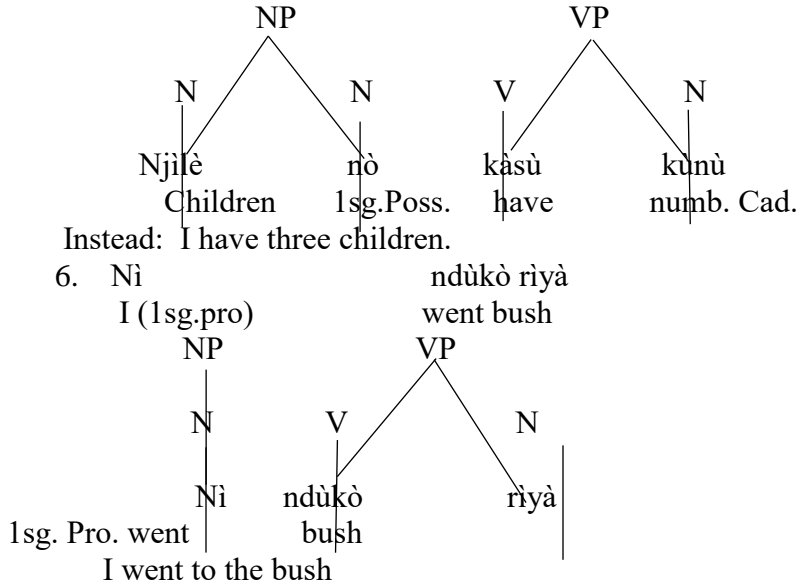 NP VP
N N V N
Njìlè nò kàsù kùnù
Children 1sg.Poss. have numb. Cad.
Instead: I have three children.
6. Nì ndùkò rìyà
I (1sg.pro) went bush
NP VP
N V N
Nì ndùkò rìyà
1sg. Pro. went bush
I went to the bush